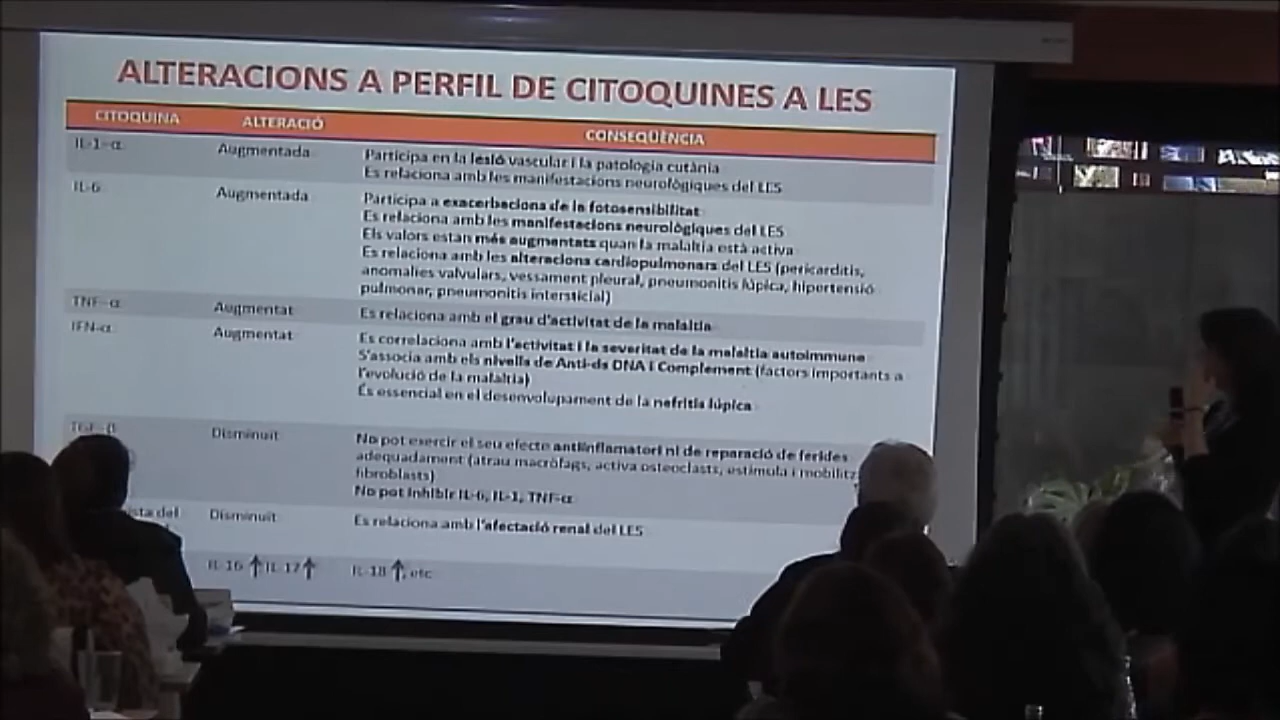 ALTERACIONS A PERFIL DE CITOQUINES A LES
CITOQUINA ALTERACIÓ CONSEQÜÈNCIA
IL-1-α Augmentada Participa en la lesió vascular i la patologia cutània
Es relaciona amb les manifestacions neurològiques del LES
IL-6 Augmentada Participa a exacerbaciona de la fotosensibilitat
Es relaciona amb les manifestacions neurològiques del LES
Els valors estan més augmentats quan la malaltia està activa
Es relaciona amb les alteracions cardiopulmonars del LES (pericarditis,
anomalies valvulars, vessament pleural, pneumonitis lúpica, hipertensió
pulmonar, pneumonitis intersticial)
TNF-α Augmentat Es relaciona amb el grau d'activitat de la malaltia
IFN-α Augmentat Es correlaciona amb l'activitat i la severitat de la malaltia autoimmune
S'associa amb els nivells de Anti-ds DNA i Complement (factors importants a
l'evolució de la malaltia)
És essencial en el desenvolupament de la nefritis lúpica
TGF-β Disminuït No pot exercir el seu efecte antiinflamatori ni de reparació de ferides
adequadament (atrau macròfags, activa osteoclasts, estimula i mobilitz
fibroblasts)
No pot inhibir IL-6, IL-1, TNF-α
ista del Disminuït Es relaciona amb l'afectació renal del LES
IL-16 ↑ IL-17 ↑ IL-18 ↑, etc